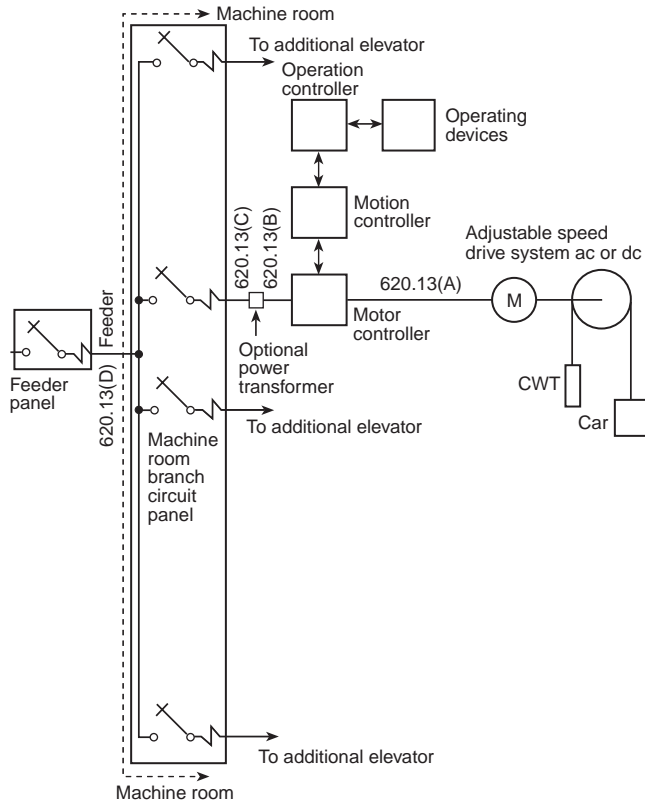 Machine room
To additional elevator
Operation
controller
Operating
devices
620.13(C)
620.13(B)
Motion
controller
Adjustable speed
drive system ac or dc
620.13(A)
M
Motor
controller
Feeder
Feeder
panel
620.13(D)
Optional
power
transformer
CWT
Car
To additional elevator
Machine
room
branch
circuit
panel
To additional elevator
Machine room